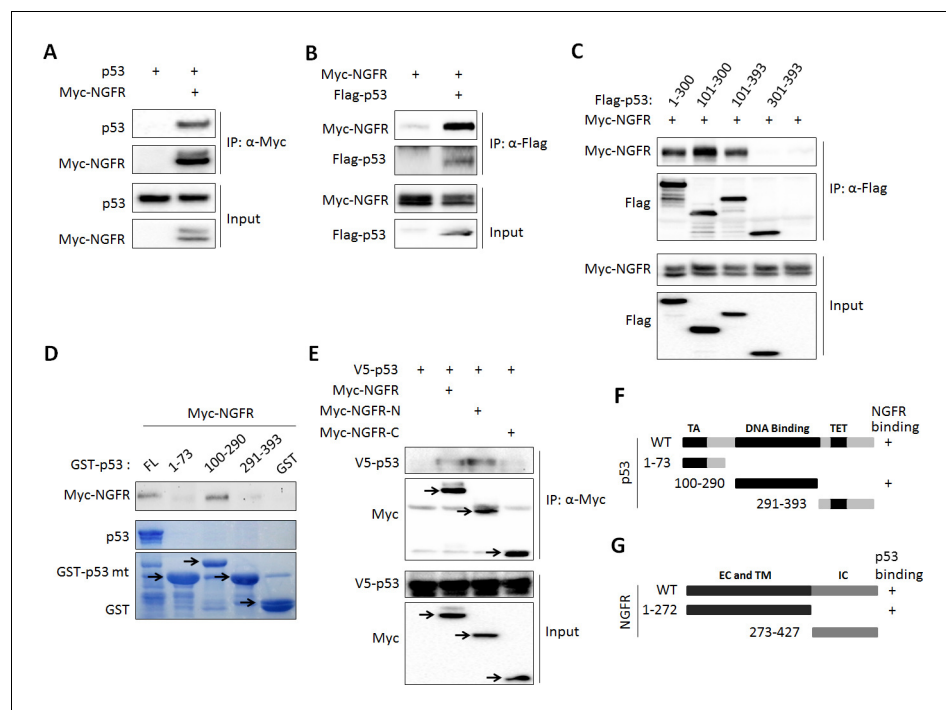 A
p53 + +
Myc-NGFR +
p53
Myc-NGFR
IP: α-Myc
p53
Myc-NGFR
Input
B
Myc-NGFR + +
Flag-p53 +
Myc-NGFR
Flag-p53
IP: α-Flag
Myc-NGFR
Flag-p53
Input
C
Flag-p53: 1-300 101-300 101-393 301-393
Myc-NGFR + + + + +
Myc-NGFR
Flag
IP: α-Flag
Myc-NGFR
Flag
Input
D
Myc-NGFR
GST-p53 : FL 1-73 100-290 291-393 GST
Myc-NGFR
p53
GST-p53 mt
GST
E
V5-p53 + + + +
Myc-NGFR +
Myc-NGFR-N +
Myc-NGFR-C +
V5-p53
Myc
IP: α-Myc
V5-p53
Myc
Input
F
NGFR
binding
TA DNA Binding TET
p53
WT +
1-73
100-290 +
291-393
G
p53
binding
EC and TM IC
NGFR
WT +
1-272 +
273-427